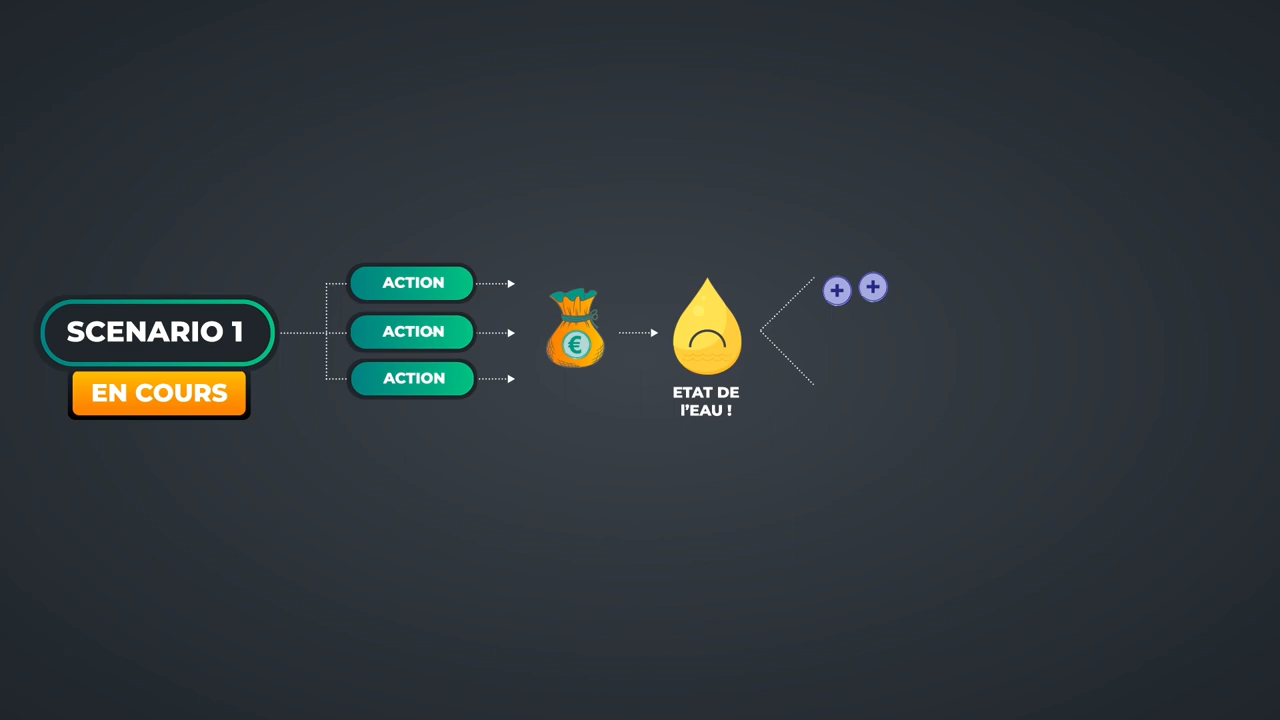 SCENARIO 1
EN COURS
ACTION
ACTION
ACTION
€
ETAT DE
l'EAU !
+
+